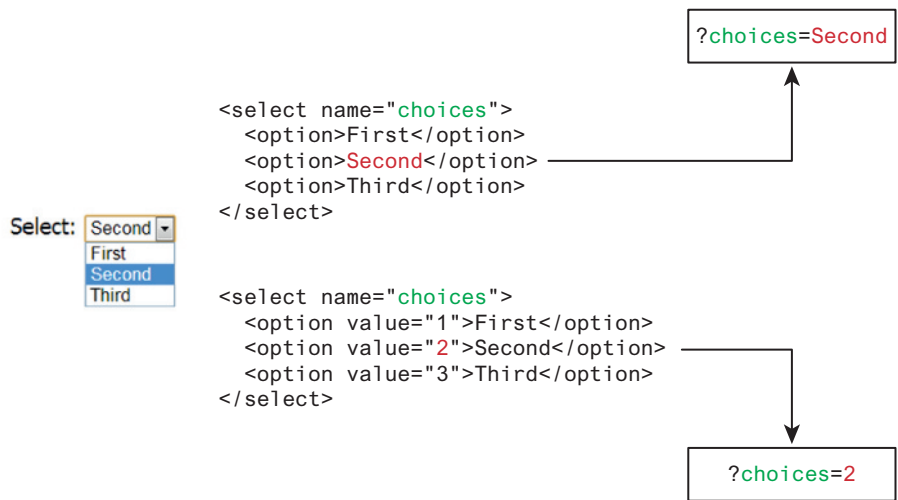 ?choices=Second
<select name="choices">
<option>First</option>
<option>Second</option>
<option>Third</option>
</select>
Select: Second
First
Second
Third
<select name="choices">
<option value="1">First</option>
<option value="2">Second</option>
<option value="3">Third</option>
</select>
?choices=2